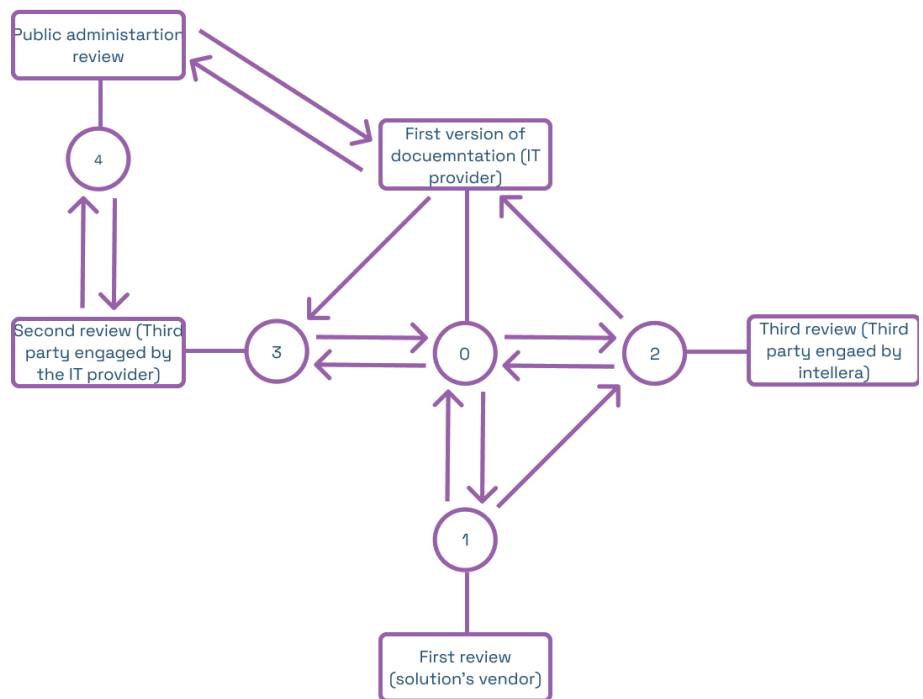 Public administartion
review
4
First version of
docuemntation (IT
provider)
Second review (Third
party engaged by
the IT provider)
3
0
2
Third review (Third
party engaed by
intellera)
1
First review
(solution's vendor)